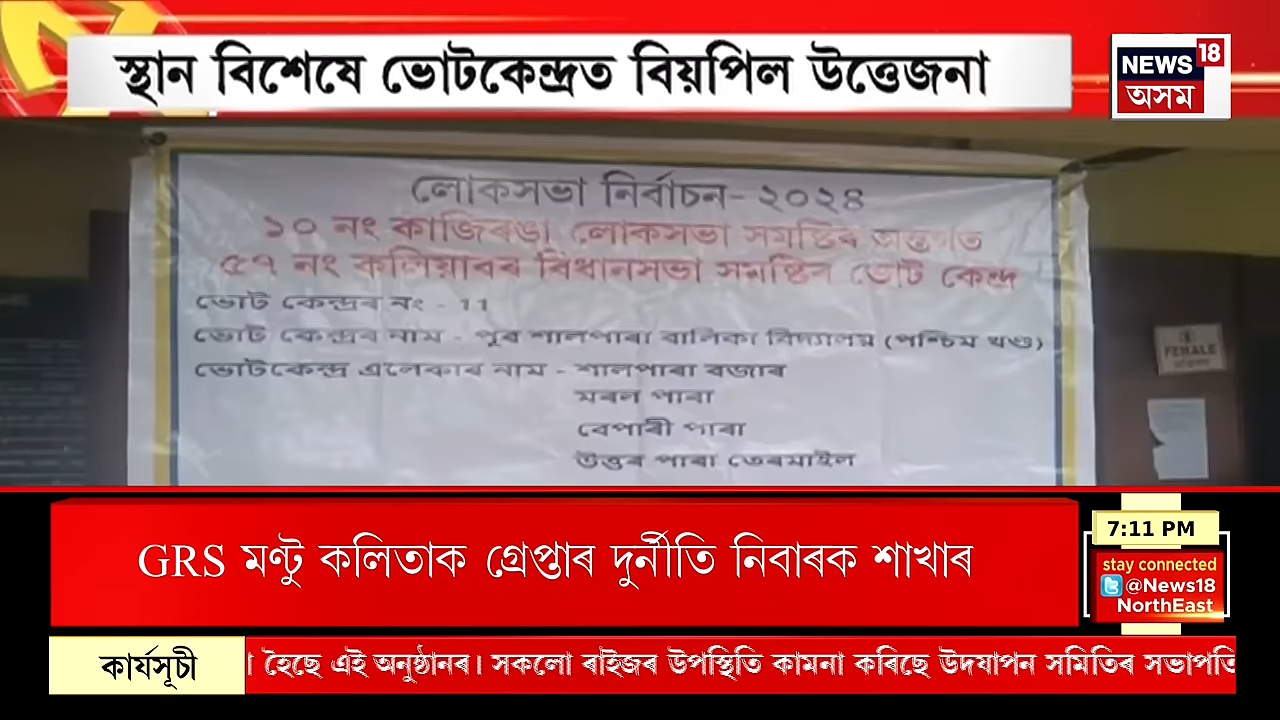 স্থান বিশেষে ভোটকেন্দ্ৰত বিয়পিল উত্তেজনা
NEWS 18
অসম
লোকসভা নিৰ্বাচন- ২০২৪
১০ নং কাজিৰঙা লোকসভা সমষ্টিৰ অন্তৰ্গত
৫৭ নং কলিয়াবৰ বিধানসভা সমষ্টিৰ ভোট কেন্দ্ৰ
ভোট কেন্দ্ৰৰ নং - 11
ভোট কেন্দ্ৰৰ নাম - পুব শালপাৰা বালিকা বিদ্যালয় (পশ্চিম খণ্ড)
ভোটকেন্দ্ৰ এলেকাৰ নাম - শালপাৰা বজাৰ
মৰল পাৰা
বেপাৰী পাৰা
উত্তৰ পাৰা তেৰমাইল
FEMALE
GRS মণ্টু কলিতাক গ্ৰেপ্তাৰ দুৰ্নীতি নিবাৰক শাখাৰ
7:11 PM
stay connected
@News18
NorthEast
কাৰ্যসূচী
হৈছে এই অনুষ্ঠানৰ। সকলো ৰাইজৰ উপস্থিতি কামনা কৰিছে উদযাপন সমিতিৰ সভাপতি